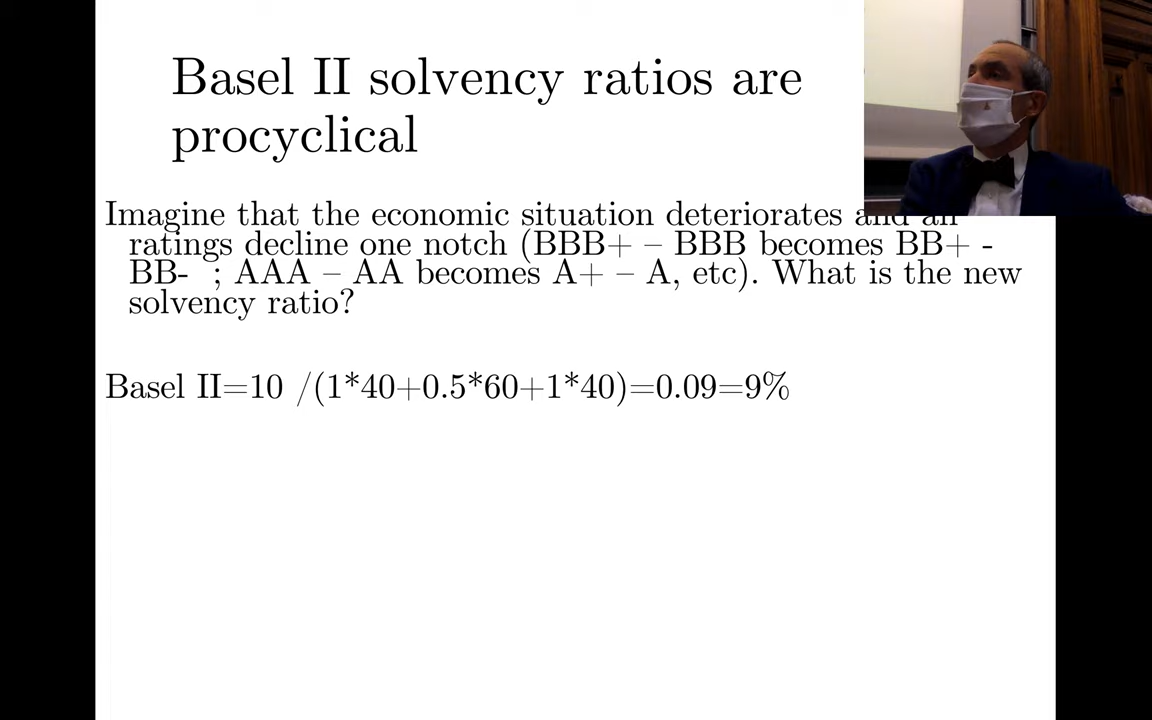 Basel II solvency ratios are
procyclical
Imagine that the economic situation deteriorates and all
ratings decline one notch (BBB+ – BBB becomes BB+ -
BB- ; AAA – AA becomes A+ – A, etc). What is the new
solvency ratio?
Basel II=10 /(1*40+0.5*60+1*40)=0.09=9%